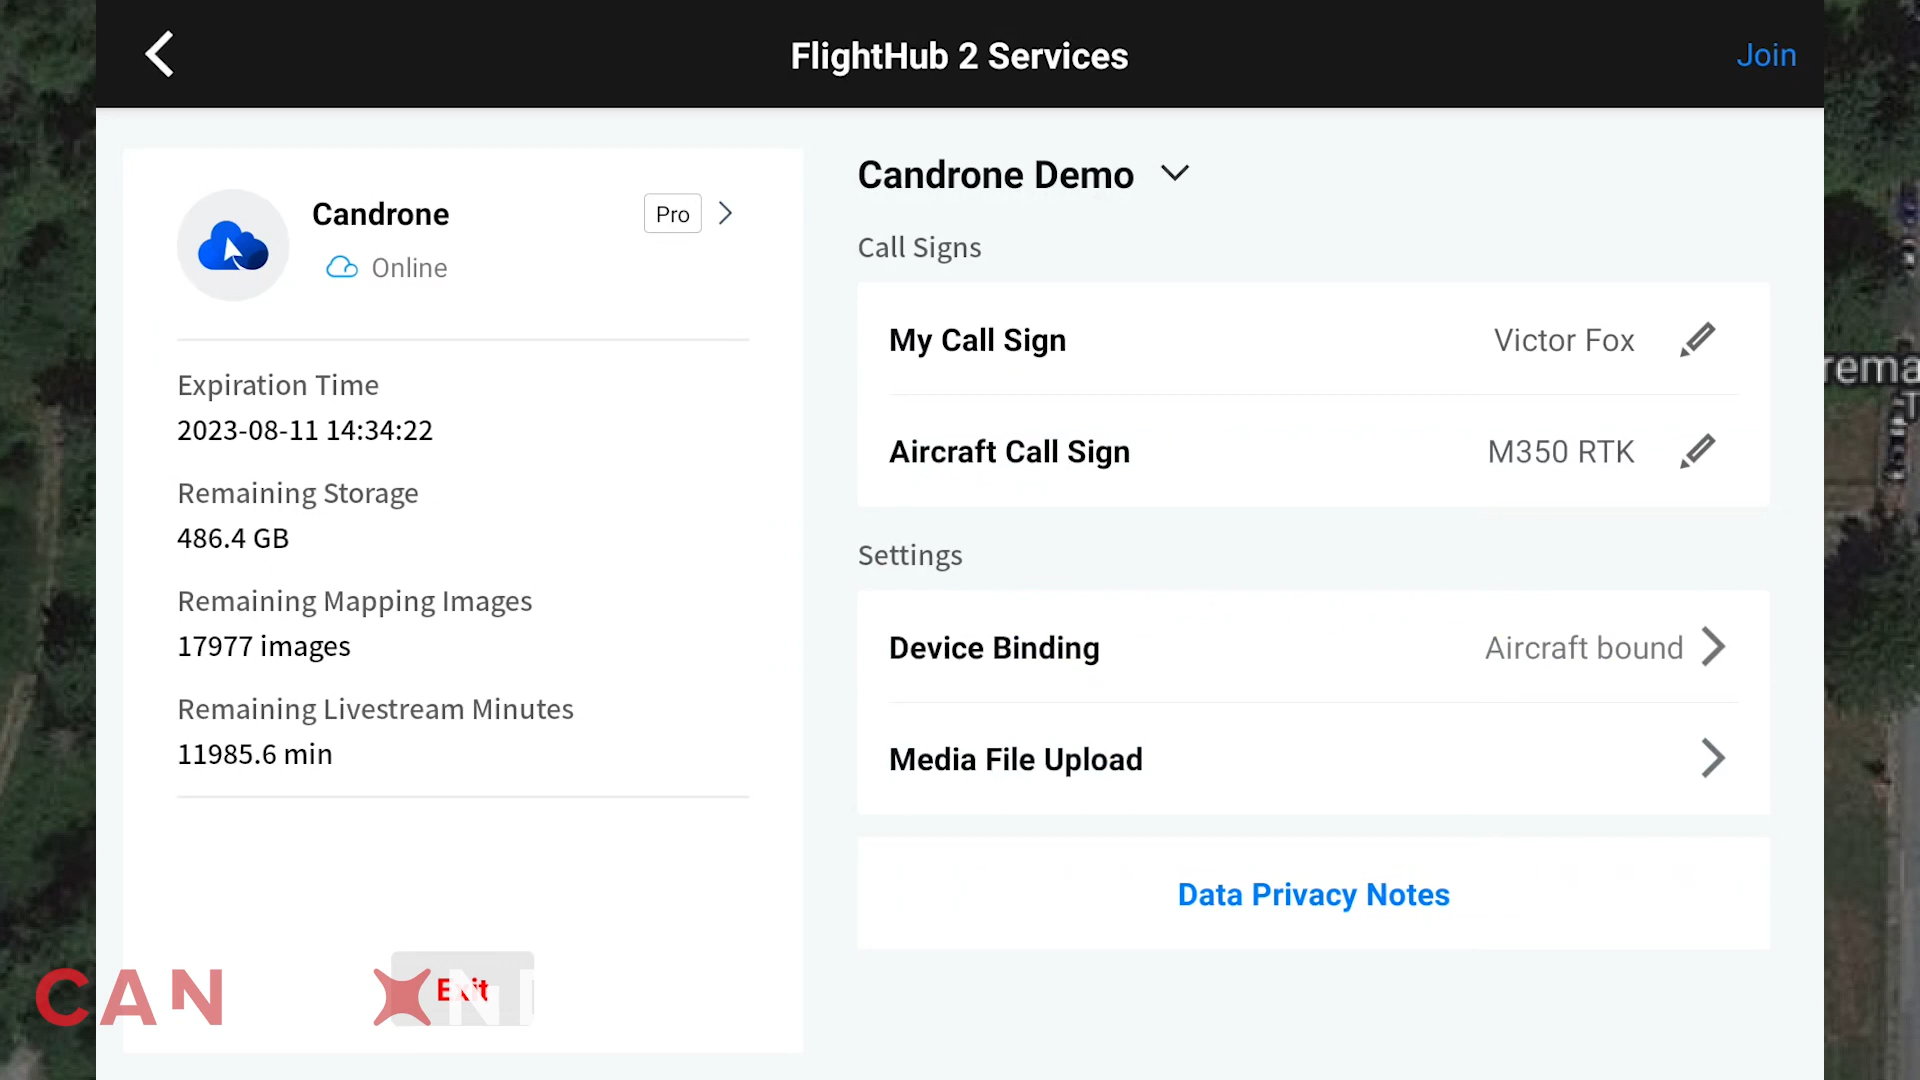 FlightHub 2 Services
Join
Candrone
Pro
Online
Expiration Time
2023-08-11 14:34:22
Remaining Storage
486.4 GB
Remaining Mapping Images
17977 images
Remaining Livestream Minutes
11985.6 min
Exit
Candrone Demo
Call Signs
My Call Sign
Victor Fox
Aircraft Call Sign
M350 RTK
Settings
Device Binding
Aircraft bound
Media File Upload
Data Privacy Notes
CAN
rema